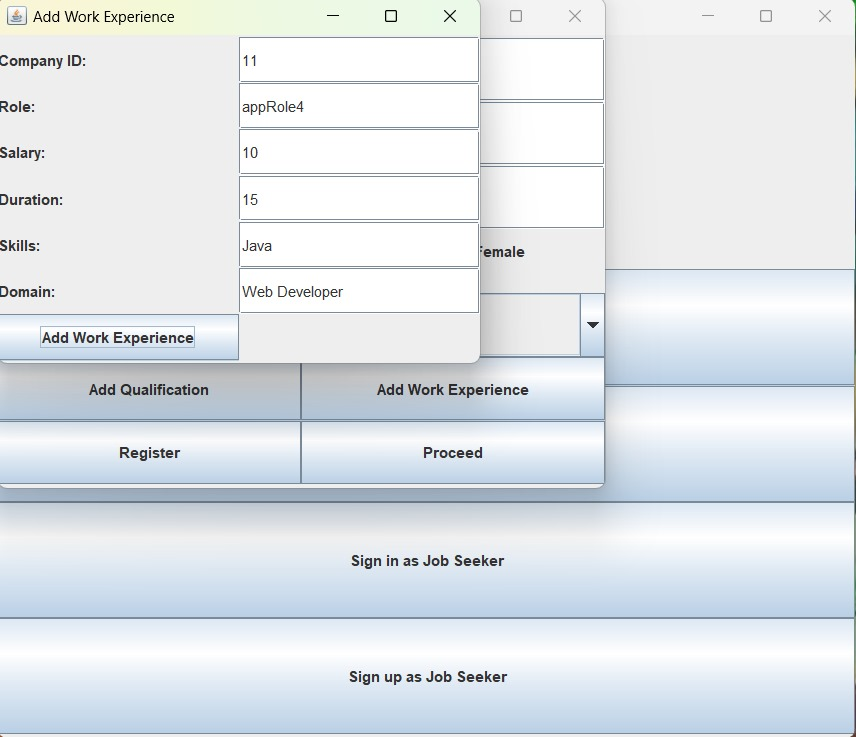 Add Work Experience
Company ID: 11
Role: appRole4
Salary: 10
Duration: 15
Skills: Java
Domain: Web Developer
Add Work Experience
Female
Add Qualification Add Work Experience
Register Proceed
Sign in as Job Seeker
Sign up as Job Seeker